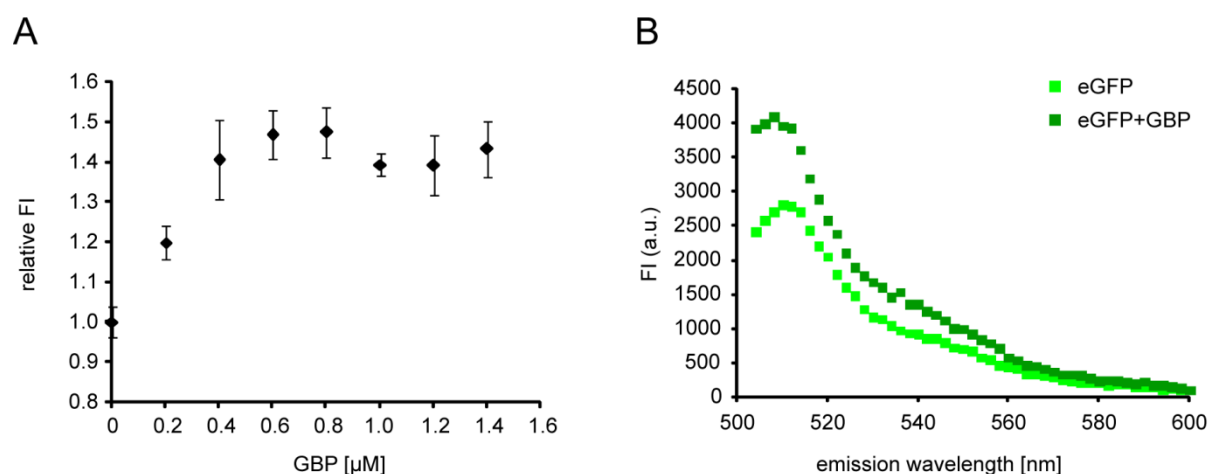 A
1.6
1.5
1.4
1.3
1.2
1.1
1.0
0.9
0.8
relative FI
0 0.2 0.4 0.6 0.8 1.0 1.2 1.4 1.6
GBP [µM]
B
4500
4000
3500
3000
2500
2000
1500
1000
500
0
FI (a.u.)
500 520 540 560 580 600
emission wavelength [nm]
eGFP
eGFP+GBP